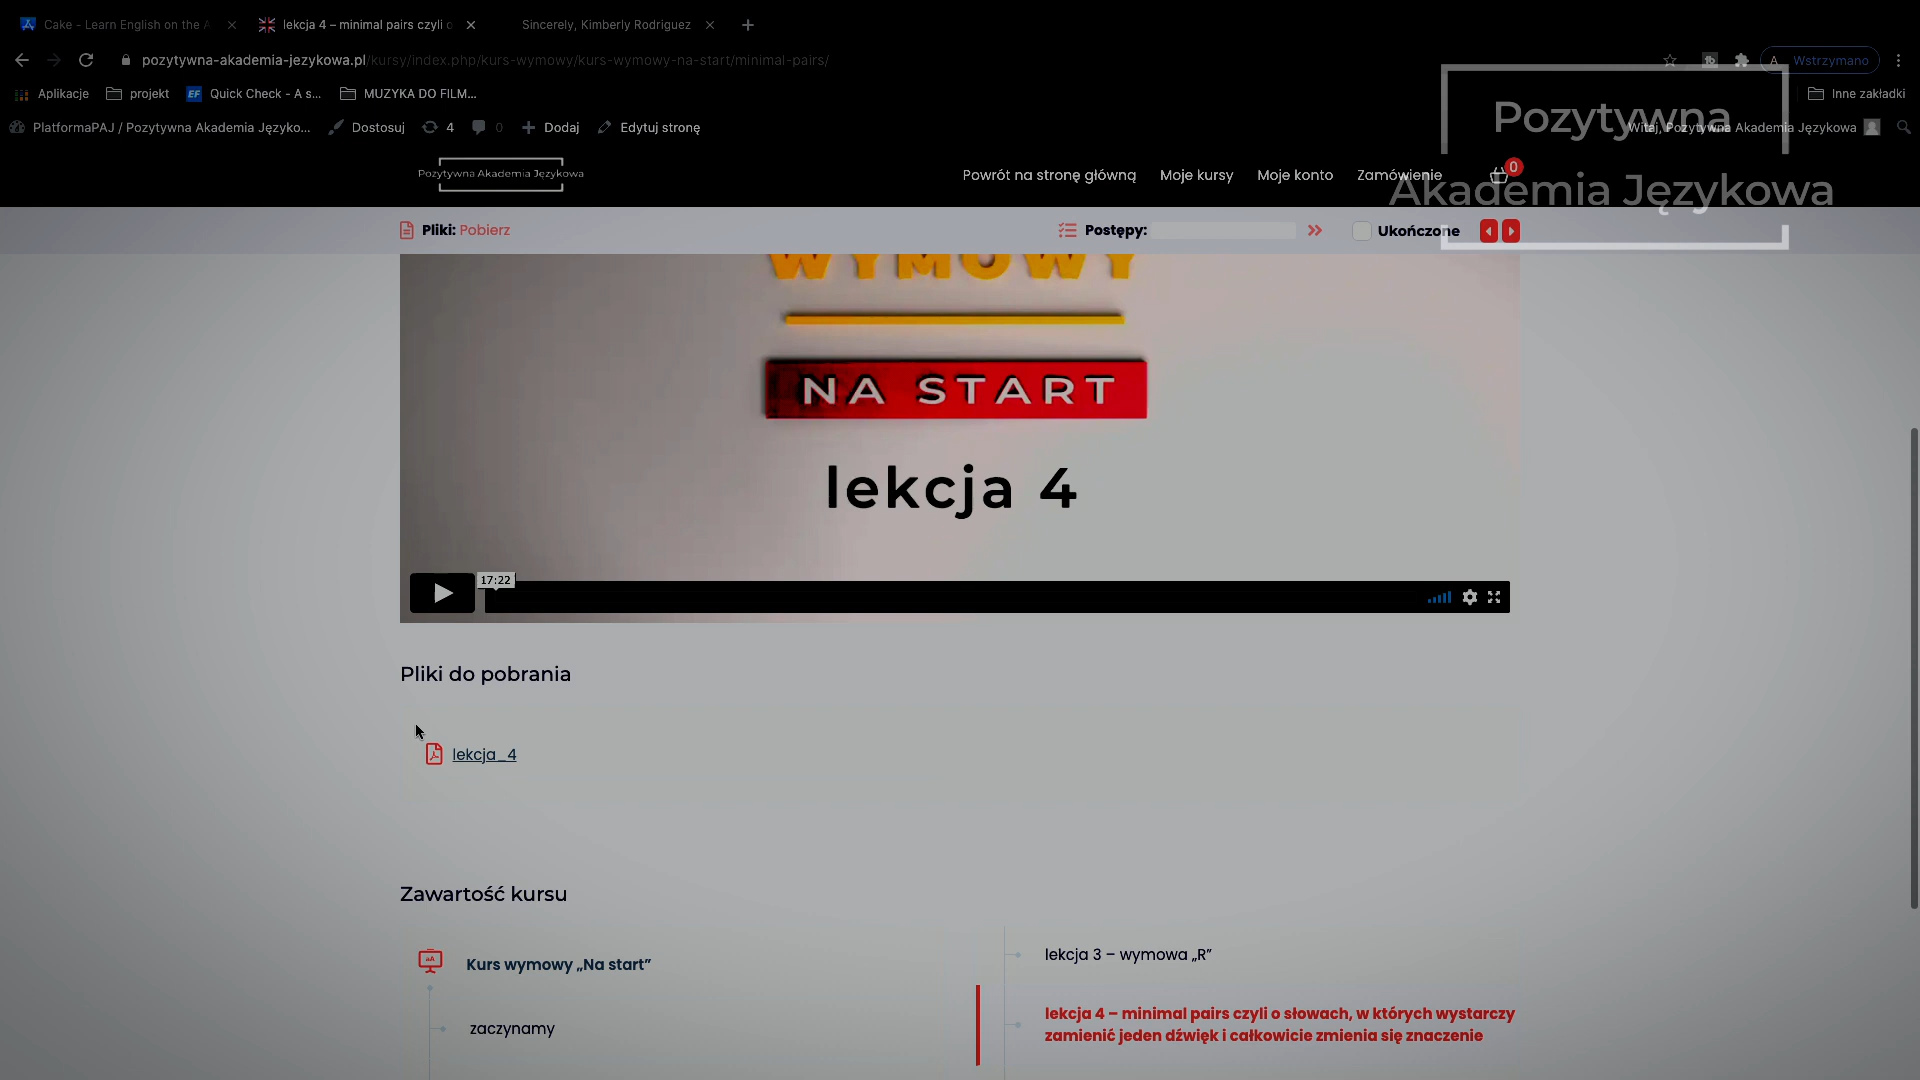 Cake - Learn English on the A
lekcja 4 – minimal pairs czyli o
Sincerely, Kimberly Rodriguez
pozytywna-akademia-jezykowa.pl/kursy/index.php/kurs-wymowy/kurs-wymowy-na-start/minimal-pairs/
A Wstrzymano
Aplikacje
projekt
EF Quick Check - A s...
MUZYKA DO FILM...
Inne zakładki
PlatformaPAJ / Pozytywna Akademia Języko...
Dostosuj
4
0
Dodaj
Edytuj stronę
Witaj, Pozytywna Akademia Językowa
Pozytywna
Akademia Językowa
Pozytywna Akademia Językowa
Powrót na stronę główną
Moje kursy
Moje konto
Zamówienie
0
Pliki: Pobierz
Postępy:
Ukończone
WYMOWY
NA START
lekcja 4
17:22
Pliki do pobrania
lekcja_4
Zawartość kursu
Kurs wymowy „Na start”
zaczynamy
lekcja 3 – wymowa „R”
lekcja 4 – minimal pairs czyli o słowach, w których wystarczy
zamienić jeden dźwięk i całkowicie zmienia się znaczenie